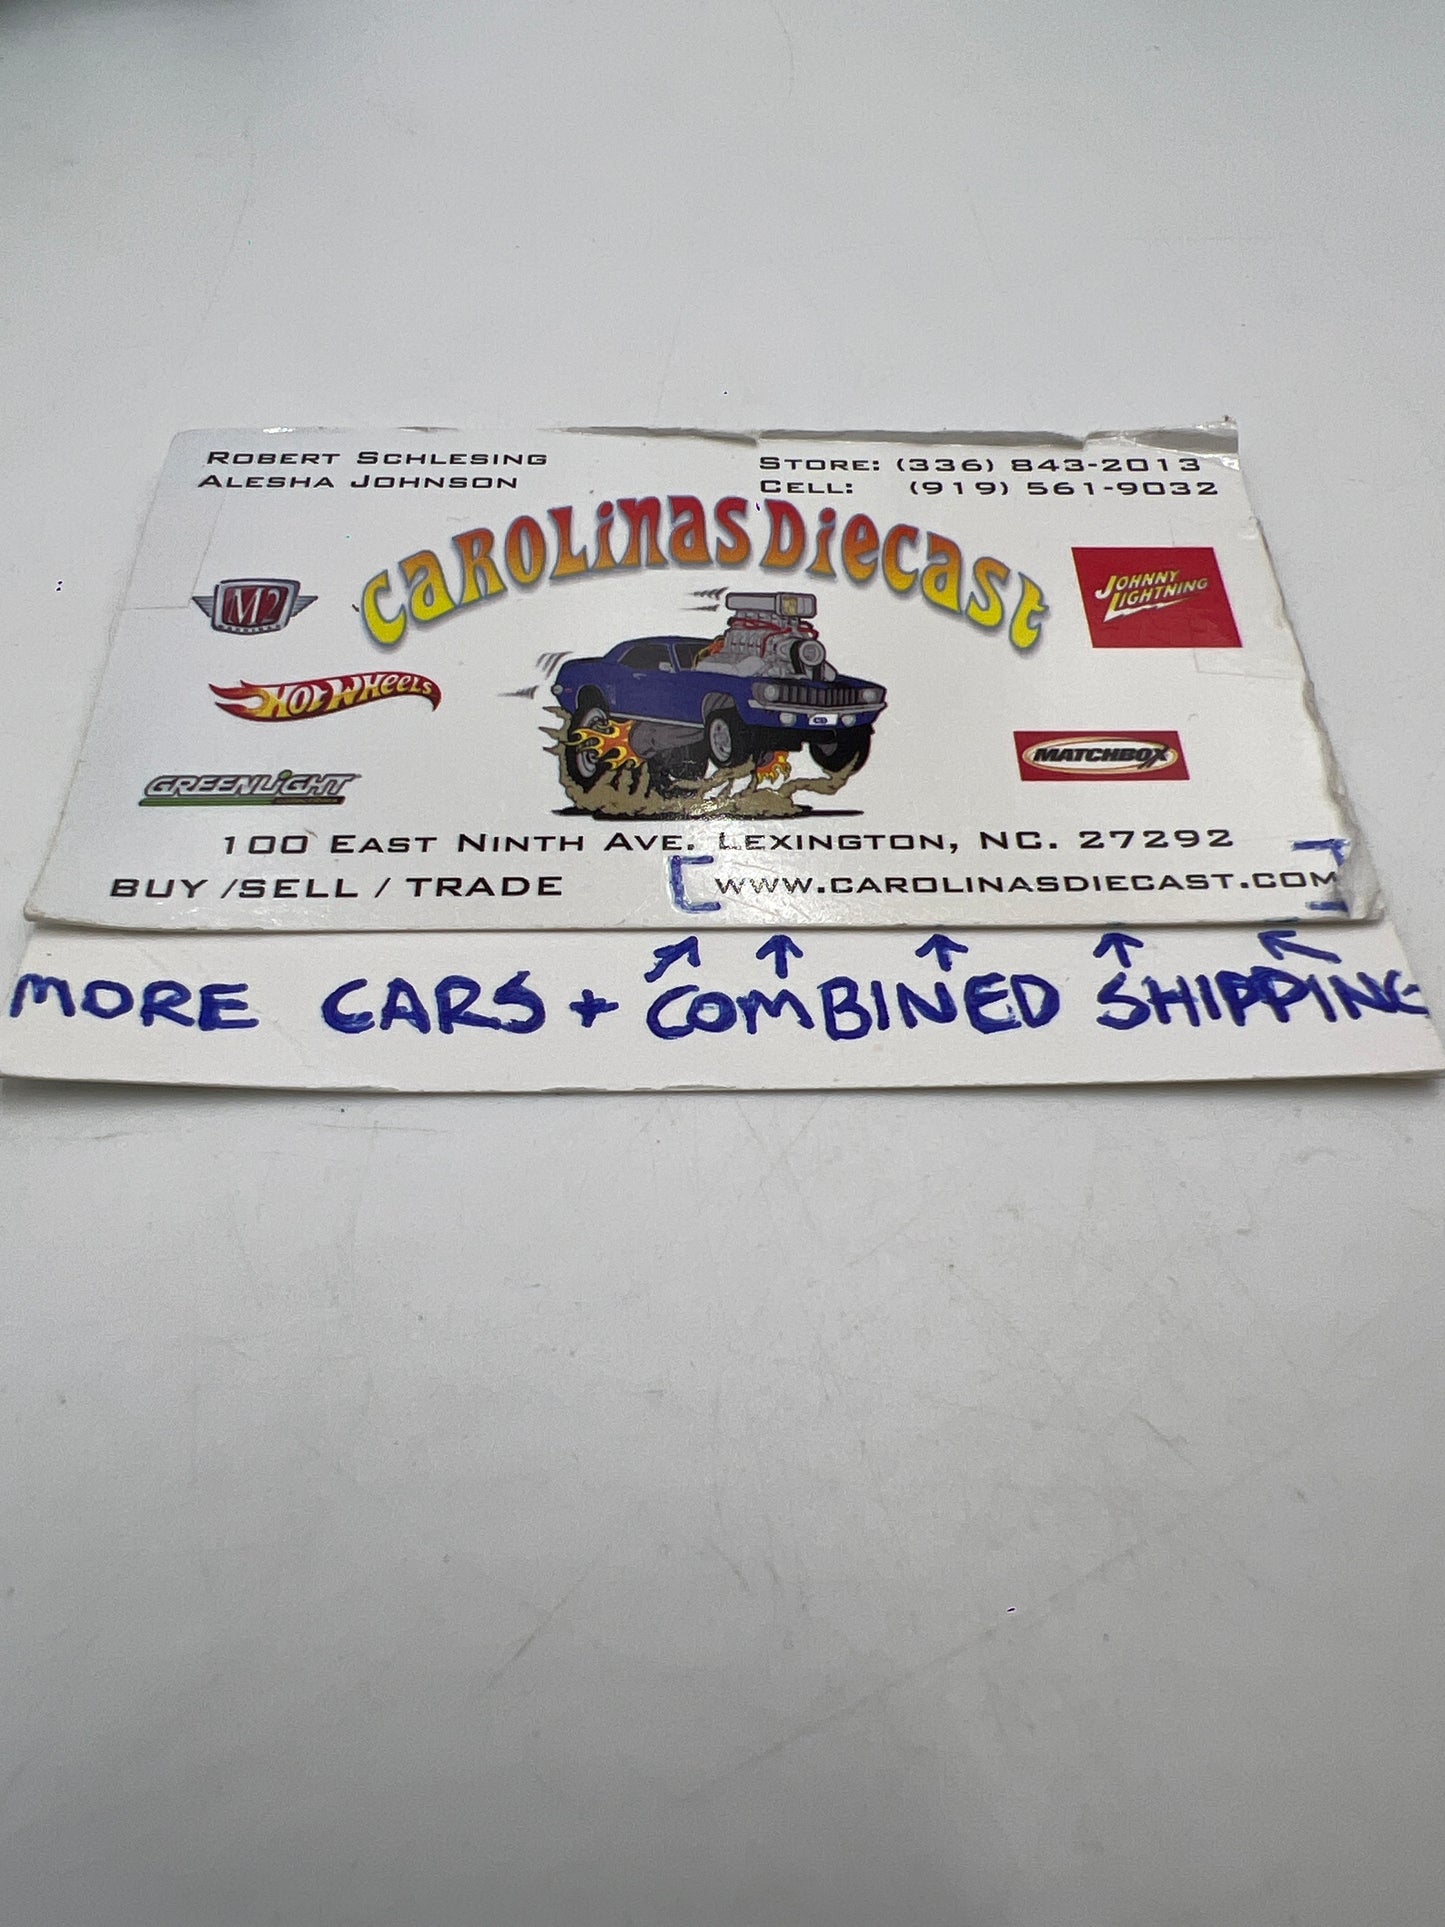 ROBERT SCHLESING
ALESHA JOHNSON
STORE: (336) 843-2013
CELL: (919) 561-9032
CAROLINAS DIECAST
M2
JOHNNY LIGHTNING
HOT WHEELS
MATCHBOX
GREENLIGHT
CD
100 EAST NINTH AVE. LEXINGTON, NC. 27292
BUY /SELL / TRADE
WWW.CAROLINASDIECAST.COM
MORE CARS + COMBINED SHIPPING